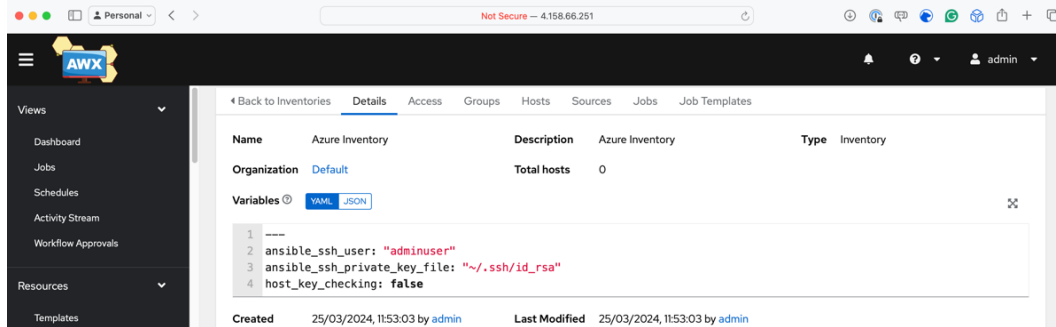 Personal
Not Secure — 4.158.66.251
AWX
admin
Views
Dashboard
Jobs
Schedules
Activity Stream
Workflow Approvals
Resources
Templates
Back to Inventories Details Access Groups Hosts Sources Jobs Job Templates
Name Azure Inventory Description Azure Inventory Type Inventory
Organization Default Total hosts 0
Variables YAML JSON
1 ---
2 ansible_ssh_user: "adminuser"
3 ansible_ssh_private_key_file: "~/.ssh/id_rsa"
4 host_key_checking: false
Created 25/03/2024, 11:53:03 by admin Last Modified 25/03/2024, 11:53:03 by admin